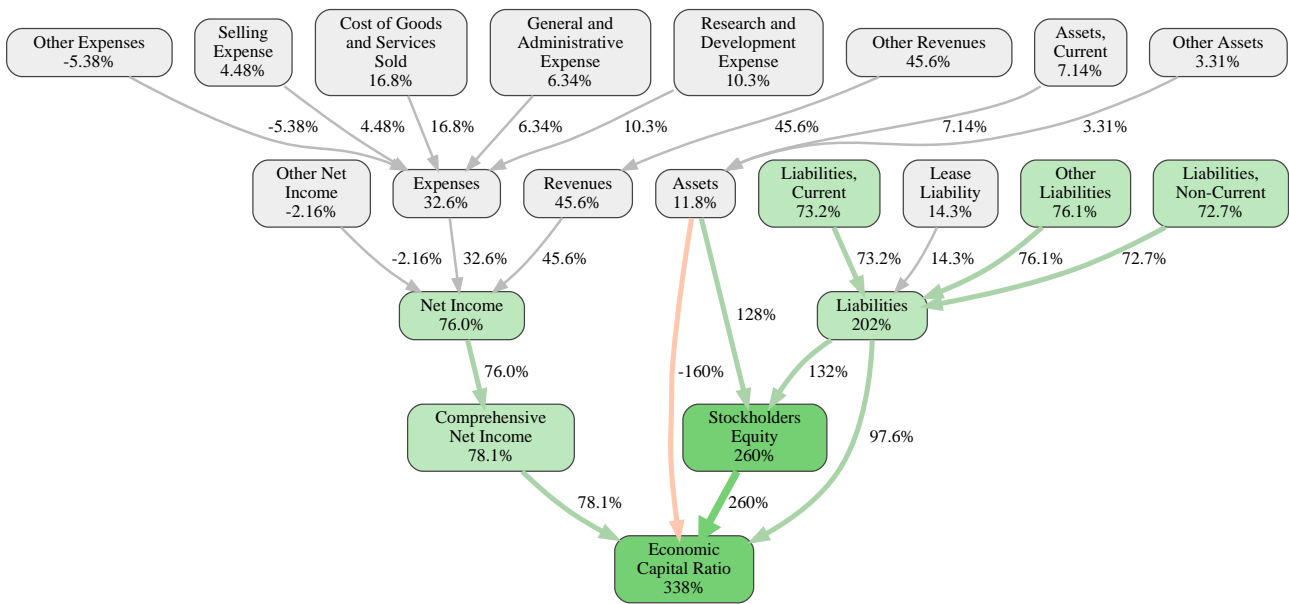 Other Expenses
-5.38%
Selling
Expense
4.48%
Cost of Goods
and Services
Sold
16.8%
General and
Administrative
Expense
6.34%
Research and
Development
Expense
10.3%
Other Revenues
45.6%
Assets,
Current
7.14%
Other Assets
3.31%
-5.38%
4.48%
16.8%
6.34%
10.3%
45.6%
7.14%
3.31%
Other Net
Income
-2.16%
Expenses
32.6%
Revenues
45.6%
Assets
11.8%
Liabilities,
Current
73.2%
Lease
Liability
14.3%
Other
Liabilities
76.1%
Liabilities,
Non-Current
72.7%
-2.16%
32.6%
45.6%
73.2%
14.3%
76.1%
72.7%
Net Income
76.0%
128%
Liabilities
202%
76.0%
-160%
132%
Comprehensive
Net Income
78.1%
Stockholders
Equity
260%
97.6%
78.1%
260%
Economic
Capital Ratio
338%